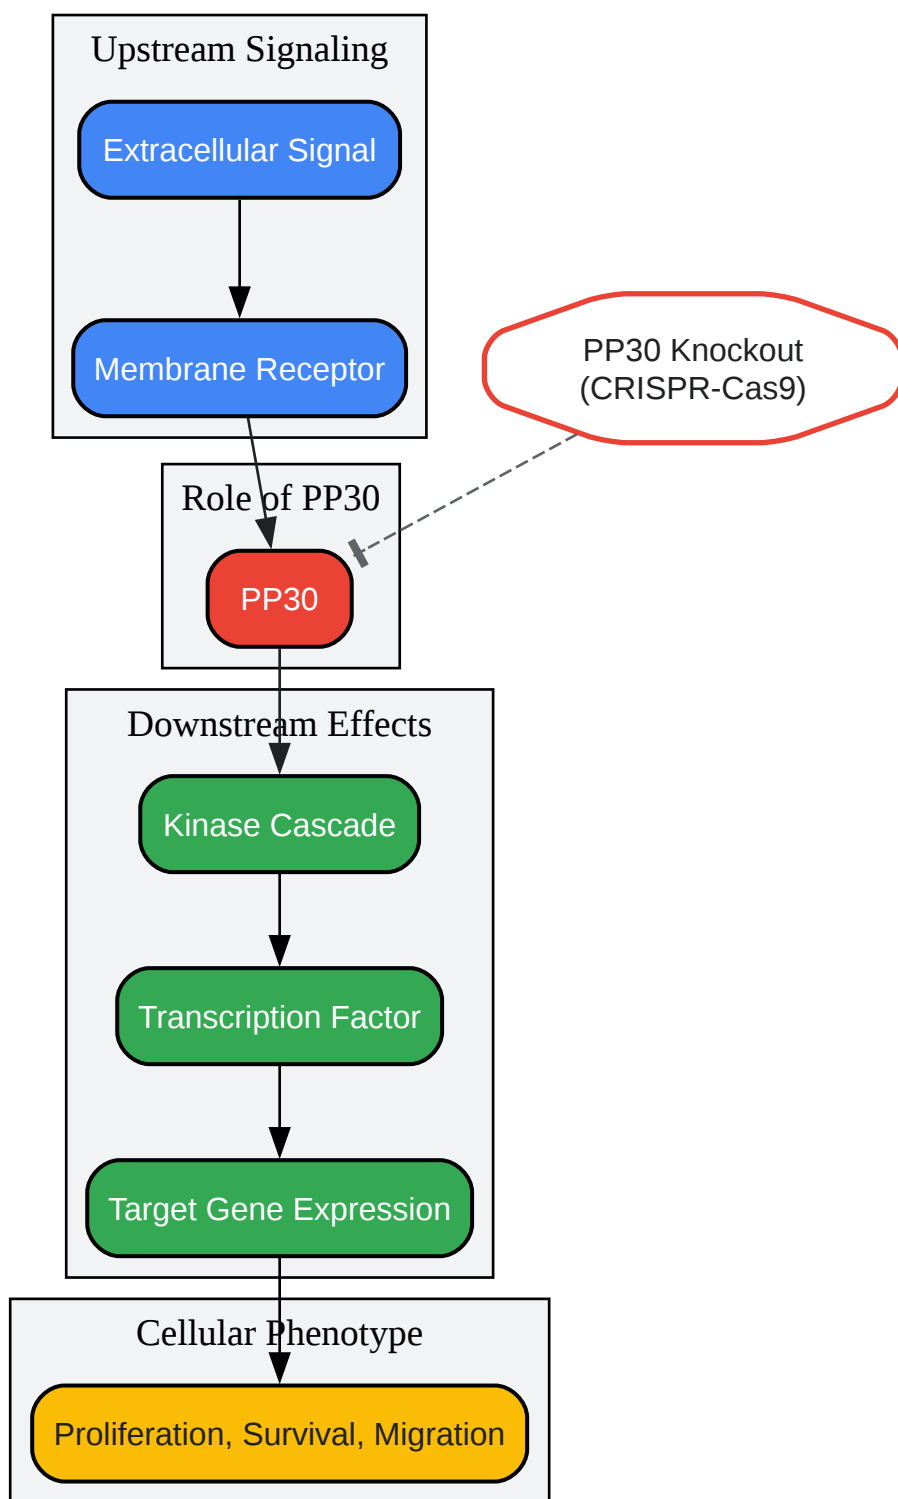 Upstream Signaling
Extracellular Signal
Membrane Receptor
PP30 Knockout
(CRISPR-Cas9)
Role of PP30
PP30
Downstream Effects
Kinase Cascade
Transcription Factor
Target Gene Expression
Cellular Phenotype
Proliferation, Survival, Migration